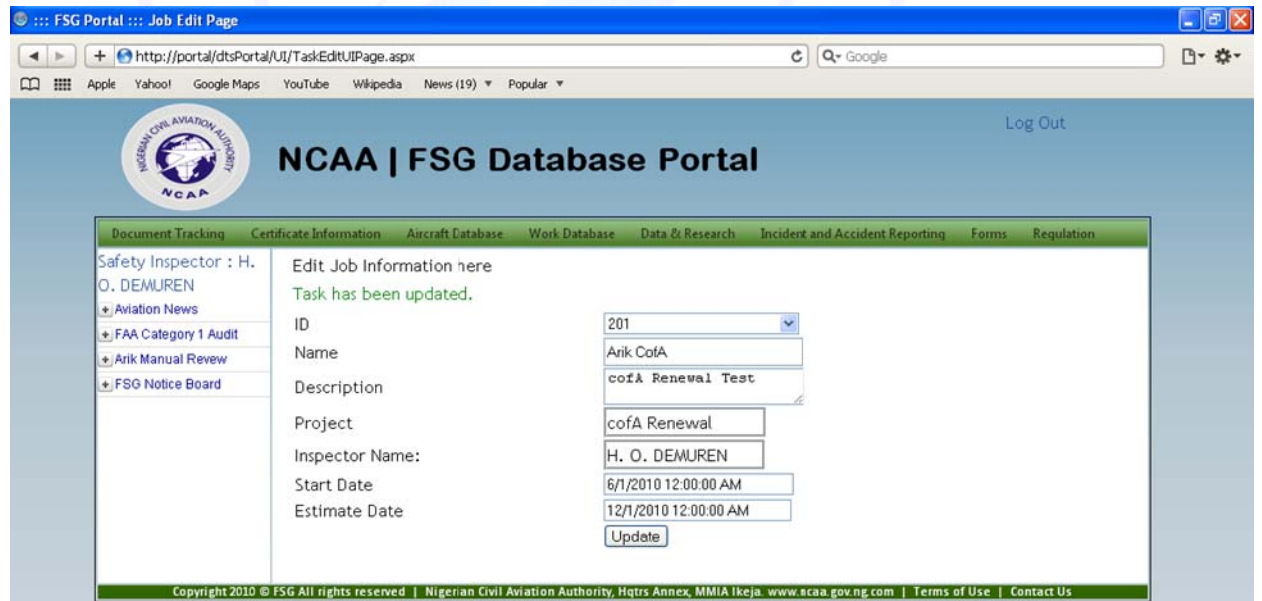 ::: FSG Portal ::: Job Edit Page
http://portal/dtsPortal/UI/TaskEditUIPage.aspx
Google
Apple Yahoo! Google Maps YouTube Wikipedia News (19) Popular
Log Out
NIGERIAN CIVIL AVIATION AUTHORITY
NCAA
NCAA | FSG Database Portal
Document Tracking Certificate Information Aircraft Database Work Database Data & Research Incident and Accident Reporting Forms Regulation
Safety Inspector : H.
O. DEMUREN
Aviation News
FAA Category 1 Audit
Arik Manual Revew
FSG Notice Board
Edit Job Information here
Task has been updated.
ID 201
Name Arik CofA
Description cofA Renewal Test
Project cofA Renewal
Inspector Name: H. O. DEMUREN
Start Date 6/1/2010 12:00:00 AM
Estimate Date 12/1/2010 12:00:00 AM
Update
Copyright 2010 © FSG All rights reserved | Nigerian Civil Aviation Authority, Hqtrs Annex, MMIA Ikeja. www.ncaa.gov.ng.com | Terms of Use | Contact Us